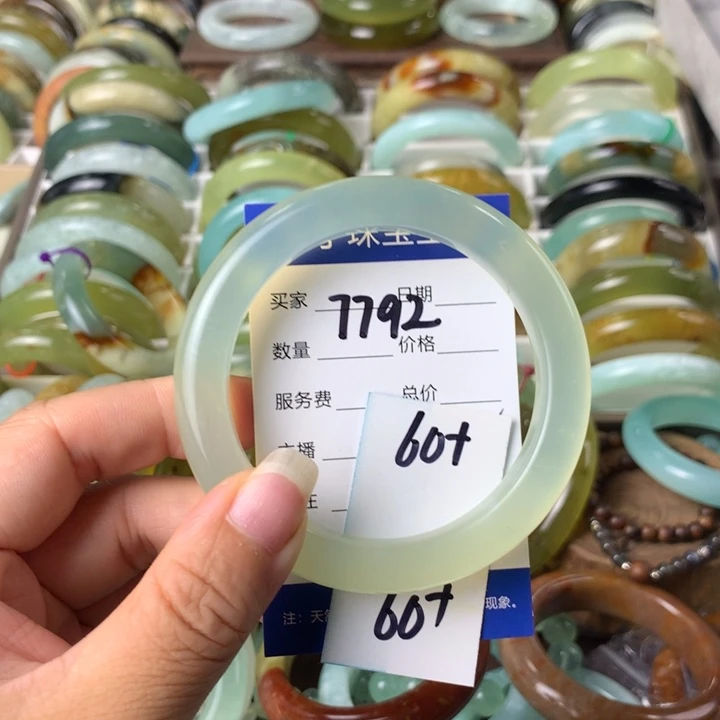 珠宝
买家 7792 日期
数量 价格
服务费 总价
主播 60+
60+
注：天 现象。